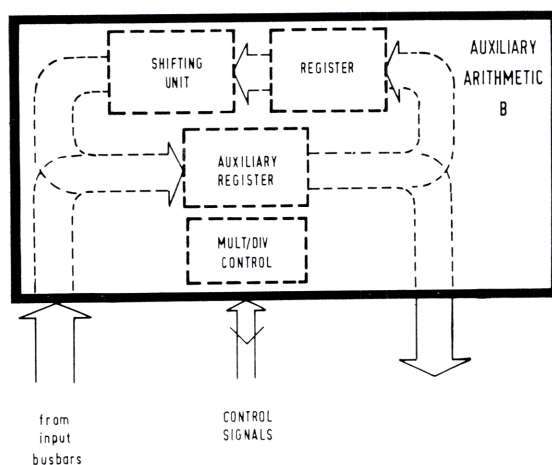 SHIFTING
UNIT
REGISTER
AUXILIARY
ARITHMETIC
B
AUXILIARY
REGISTER
MULT/DIV
CONTROL
from
input
busbars
CONTROL
SIGNALS